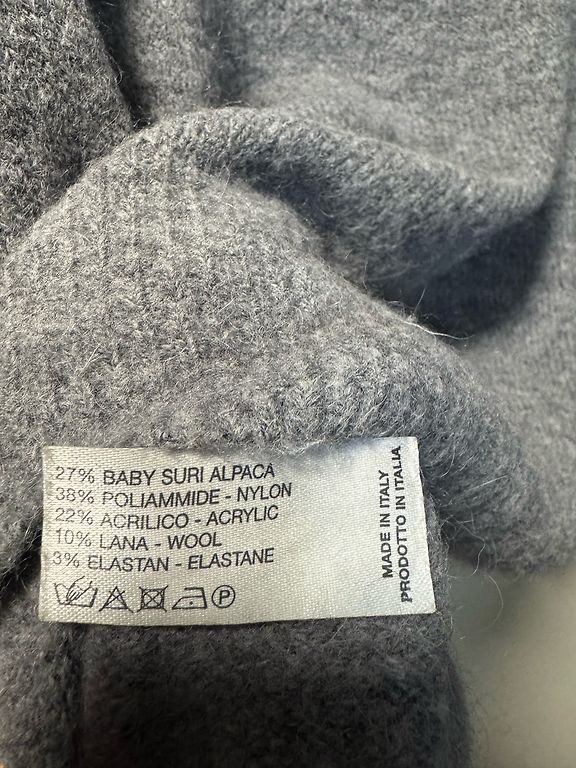 27% BABY SURI ALPACA
38% POLIAMMIDE - NYLON
22% ACRILICO - ACRYLIC
10% LANA - WOOL
3% ELASTAN - ELASTANE
P
MADE IN ITALY
PRODOTTO IN ITALIA